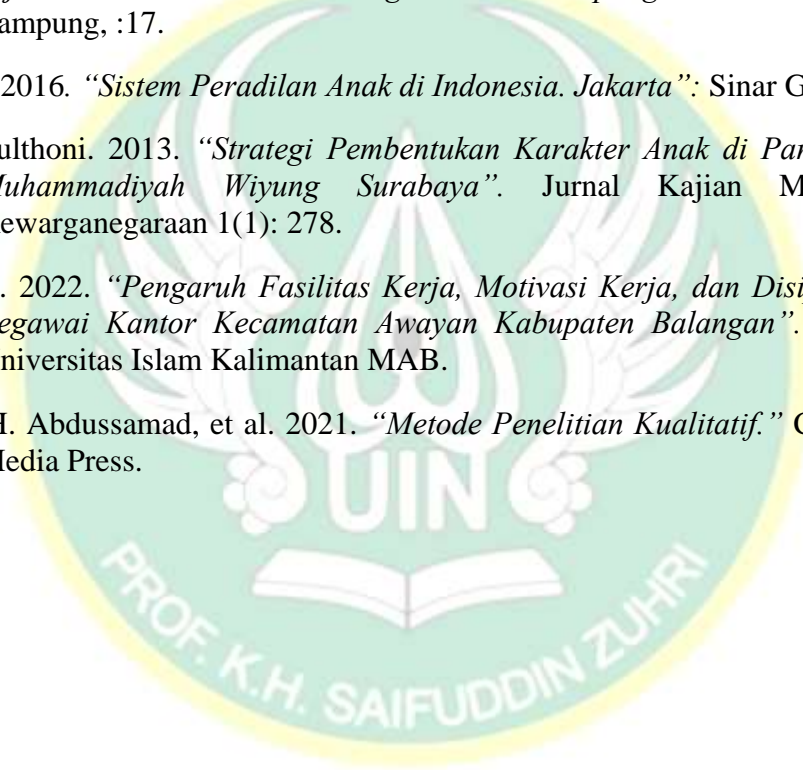 ampung, :17.
2016. “Sistem Peradilan Anak di Indonesia. Jakarta”: Sinar G
ulthoni. 2013. “Strategi Pembentukan Karakter Anak di Pan
Muhammadiyah Wiyung Surabaya”. Jurnal Kajian M
ewarganegaraan 1(1): 278.
. 2022. “Pengaruh Fasilitas Kerja, Motivasi Kerja, dan Disi
egawai Kantor Kecamatan Awayan Kabupaten Balangan”.
niversitas Islam Kalimantan MAB.
H. Abdussamad, et al. 2021. “Metode Penelitian Kualitatif.”
Media Press.
UIN
PROF. K.H. SAIFUDDIN ZUHRI